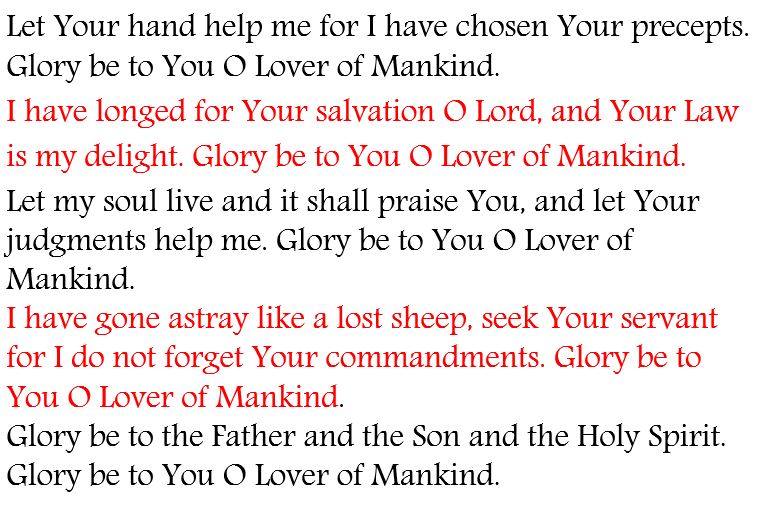 Let Your hand help me for I have chosen Your precepts.
Glory be to You O Lover of Mankind.
I have longed for Your salvation O Lord, and Your Law
is my delight. Glory be to You O Lover of Mankind.
Let my soul live and it shall praise You, and let Your
judgments help me. Glory be to You O Lover of
Mankind.
I have gone astray like a lost sheep, seek Your servant
for I do not forget Your commandments. Glory be to
You O Lover of Mankind.
Glory be to the Father and the Son and the Holy Spirit.
Glory be to You O Lover of Mankind.